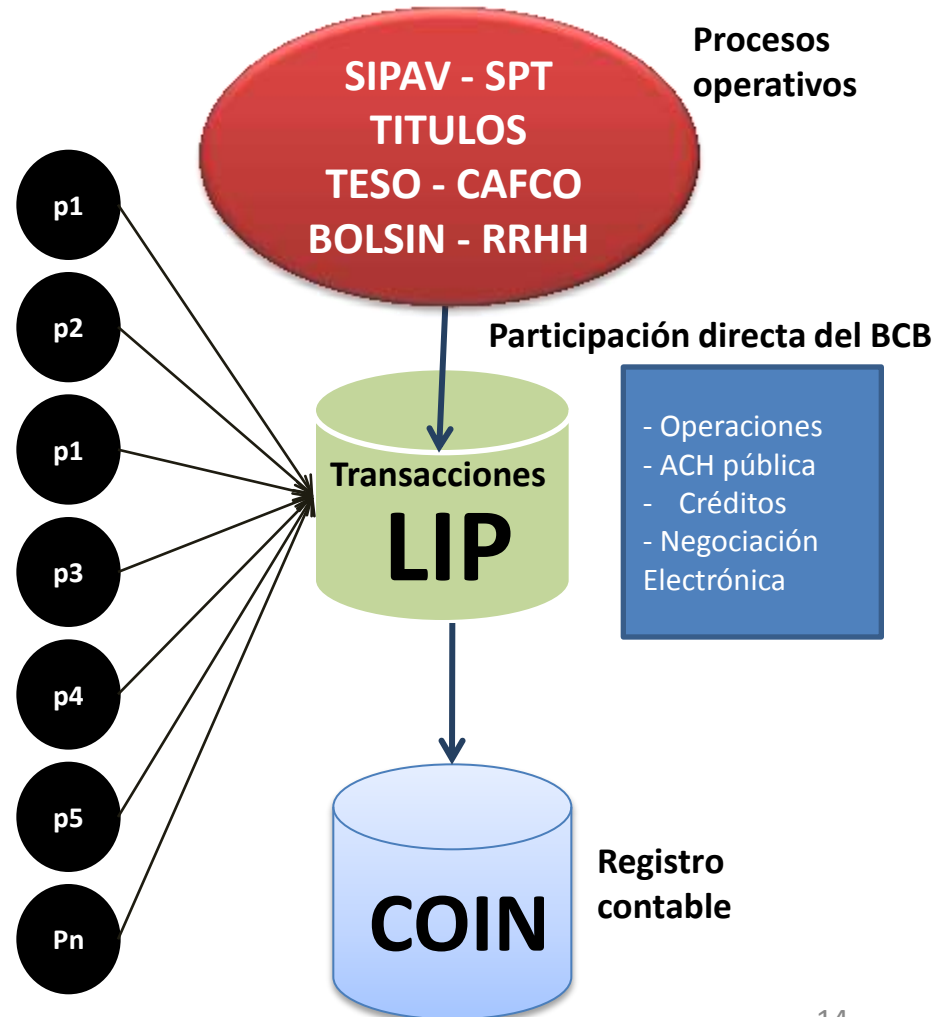 Procesos
operativos
SIPAV - SPT
TITULOS
TESO - CAFCO
BOLSIN - RRHH
p1
p2
p1
p3
p4
p5
Pn
Participación directa del BCB
Transacciones
LIP
- Operaciones
- ACH pública
- Créditos
- Negociación
Electrónica
COIN
Registro
contable
14